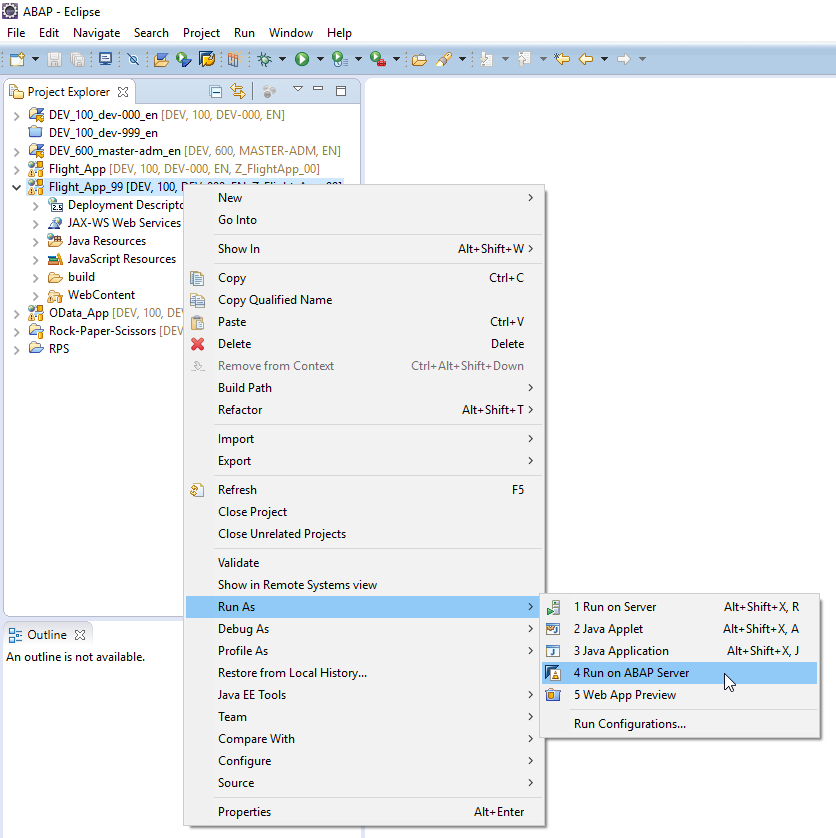 ABAP - Eclipse
File Edit Navigate Search Project Run Window Help
Project Explorer
DEV_100_dev-000_en [DEV, 100, DEV-000, EN]
DEV_100_dev-999_en
DEV_600_master-adm_en [DEV, 600, MASTER-ADM, EN]
Flight_App [DEV, 100, DEV-000, EN, Z_FlightApp_00]
Flight_App_99 [DEV, 100,
Deployment Descripto
JAX-WS Web Services
Java Resources
JavaScript Resources
build
WebContent
OData_App [DEV, 100, DEV
Rock-Paper-Scissors [DEV
RPS
Outline
An outline is not available.
New
Go Into
Show In Alt+Shift+W
Copy Ctrl+C
Copy Qualified Name
Paste Ctrl+V
Delete Delete
Remove from Context Ctrl+Alt+Shift+Down
Build Path
Refactor Alt+Shift+T
Import
Export
Refresh F5
Close Project
Close Unrelated Projects
Validate
Show in Remote Systems view
Run As
Debug As
Profile As
Restore from Local History...
Java EE Tools
Team
Compare With
Configure
Source
Properties Alt+Enter
1 Run on Server Alt+Shift+X, R
2 Java Applet Alt+Shift+X, A
3 Java Application Alt+Shift+X, J
4 Run on ABAP Server
5 Web App Preview
Run Configurations...